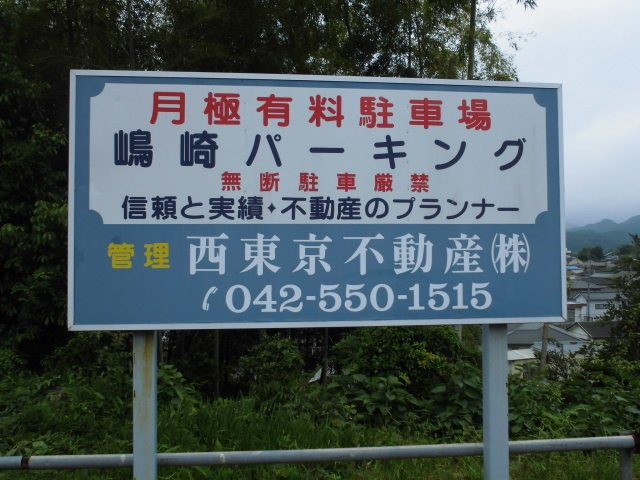 月極有料駐車場
嶋崎パーキング
無断駐車厳禁
信頼と実績・不動産のプランナー
管理 西東京不動産㈱
042-550-1515